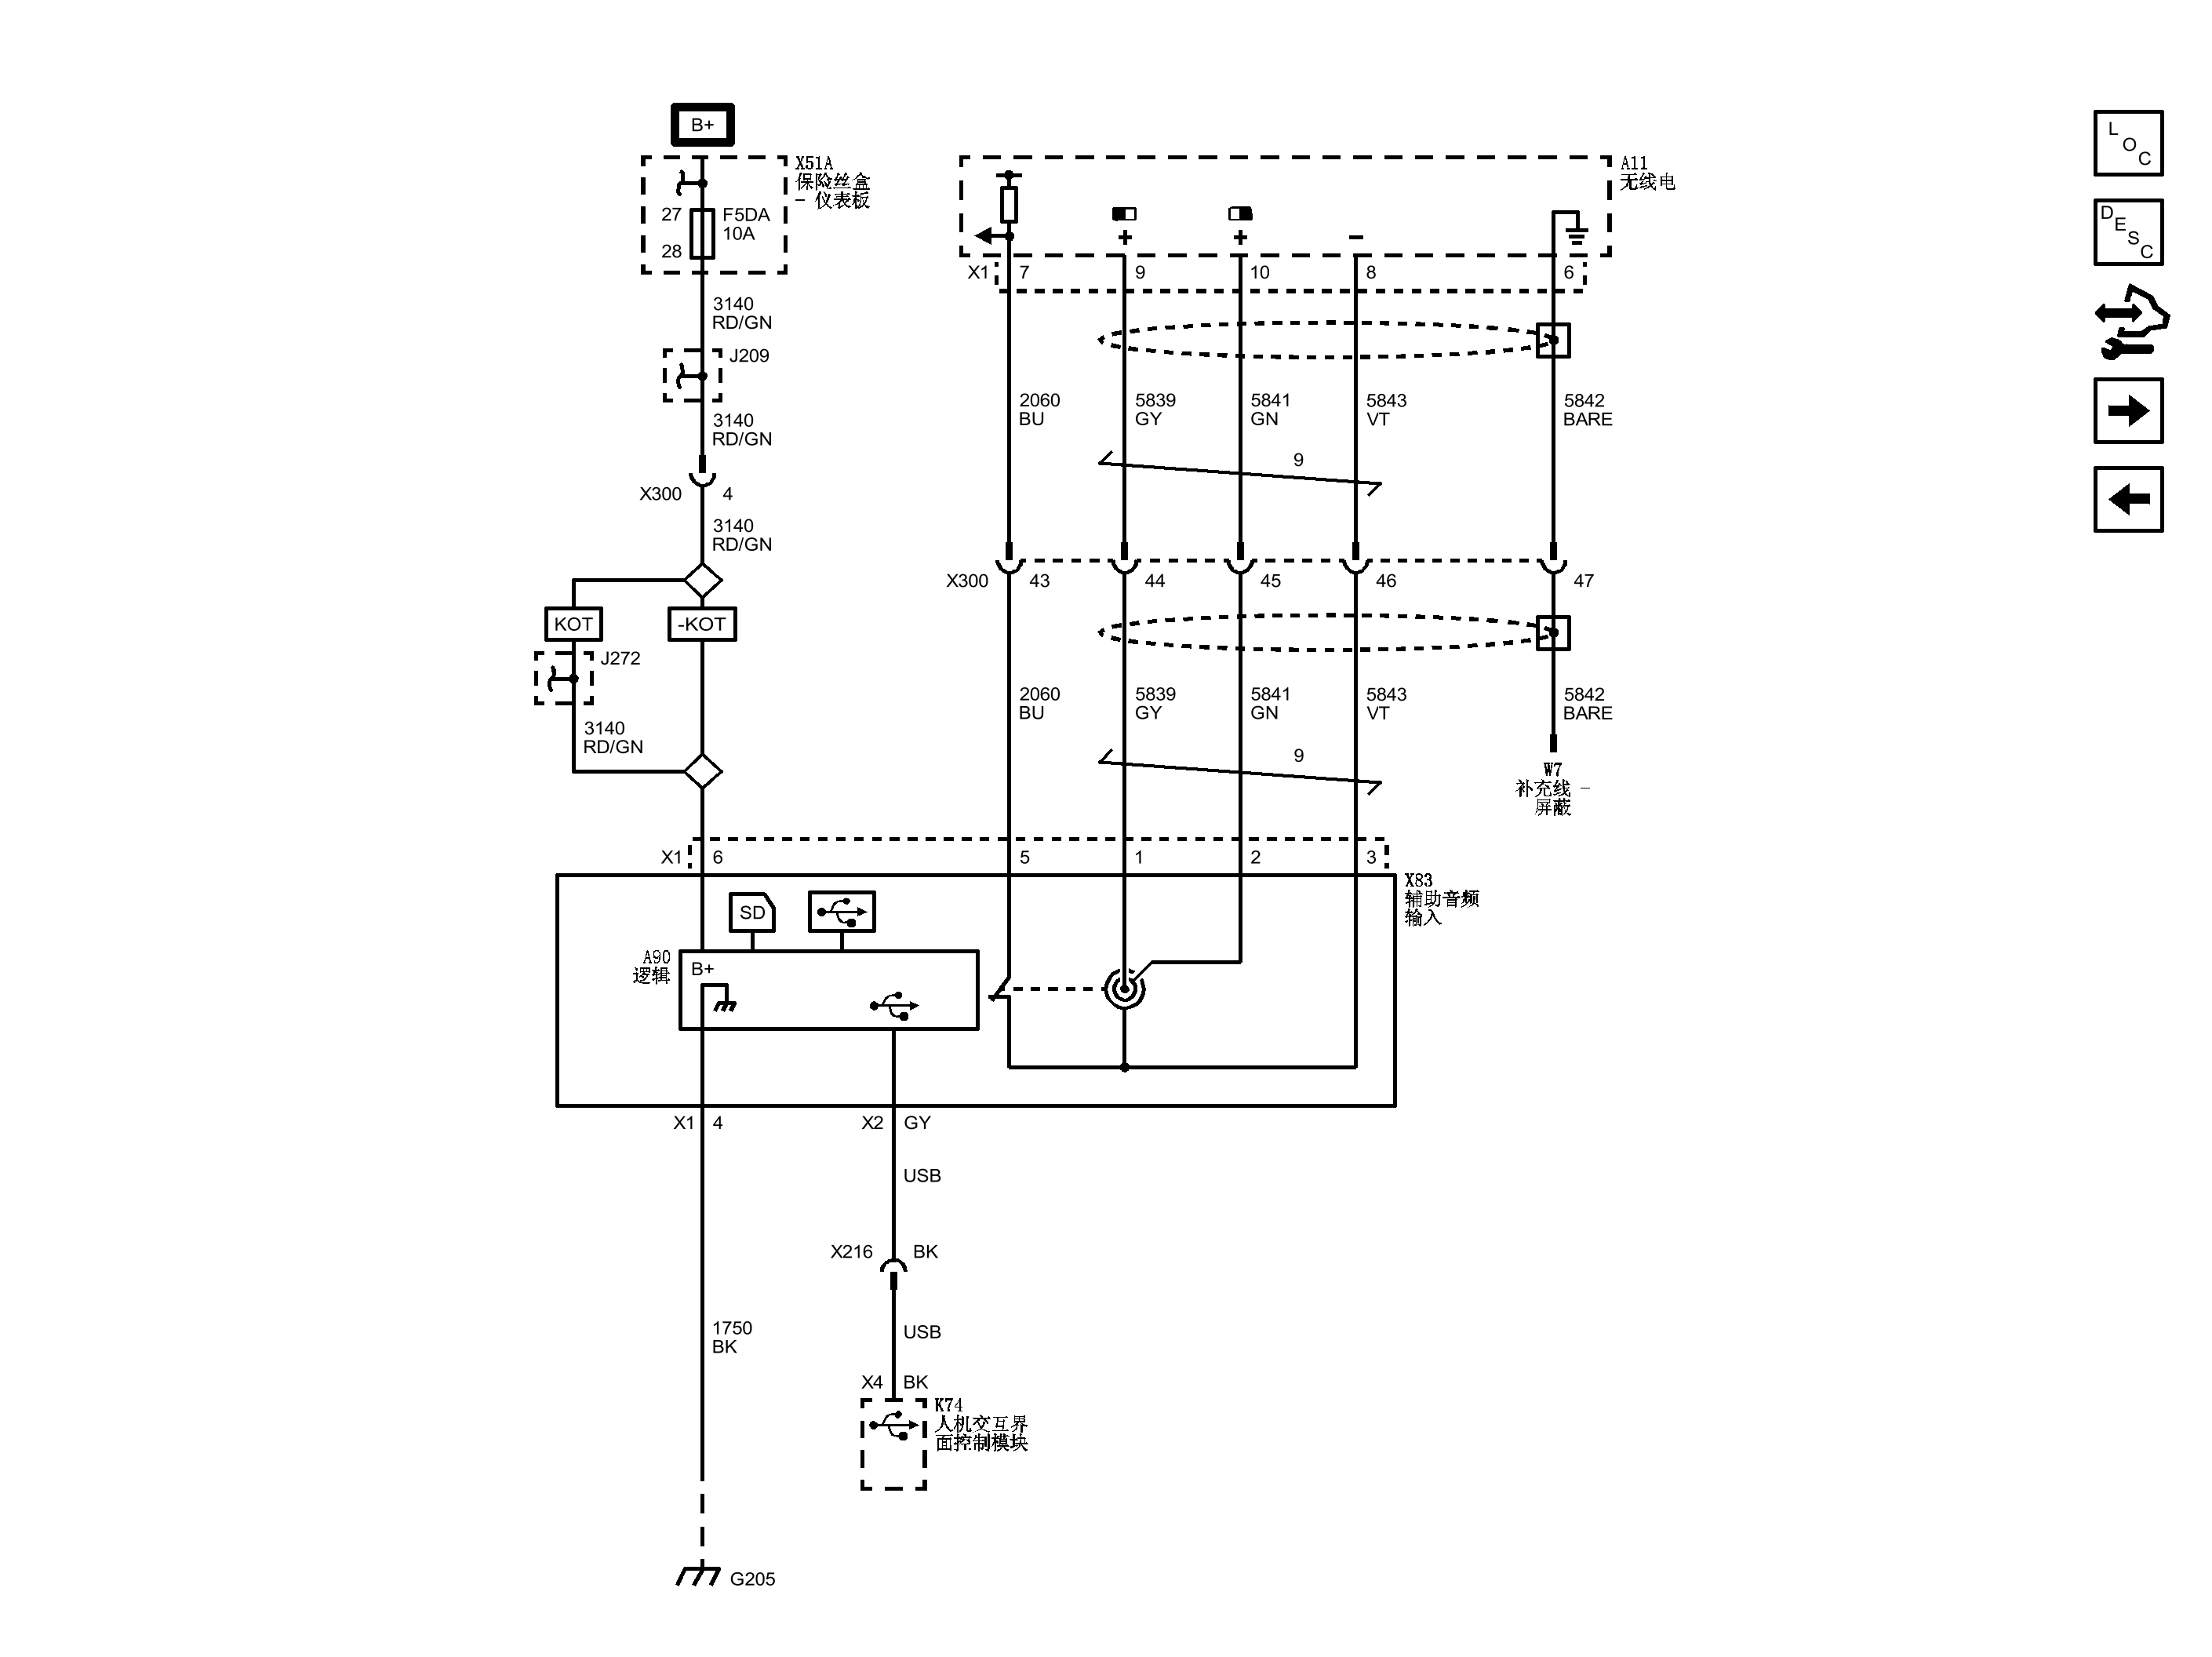 B+
X51A
保险丝盒
- 仪表板
27
F5DA
10A
28
3140
RD/GN
J209
3140
RD/GN
X300
4
3140
RD/GN
KOT
-KOT
J272
3140
RD/GN
A11
无线电
+
+
−
X1
7
9
10
8
6
2060
BU
5839
GY
5841
GN
5843
VT
5842
BARE
9
X300
43
44
45
46
47
2060
BU
5839
GY
5841
GN
5843
VT
5842
BARE
9
W7
补充线 -
屏蔽
X1
6
5
1
2
3
X83
辅助音频
输入
SD
A90
逻辑
B+
X1
4
X2
GY
USB
X216
BK
USB
1750
BK
X4
BK
K74
人机交互界
面控制模块
G205
LOC
DESC